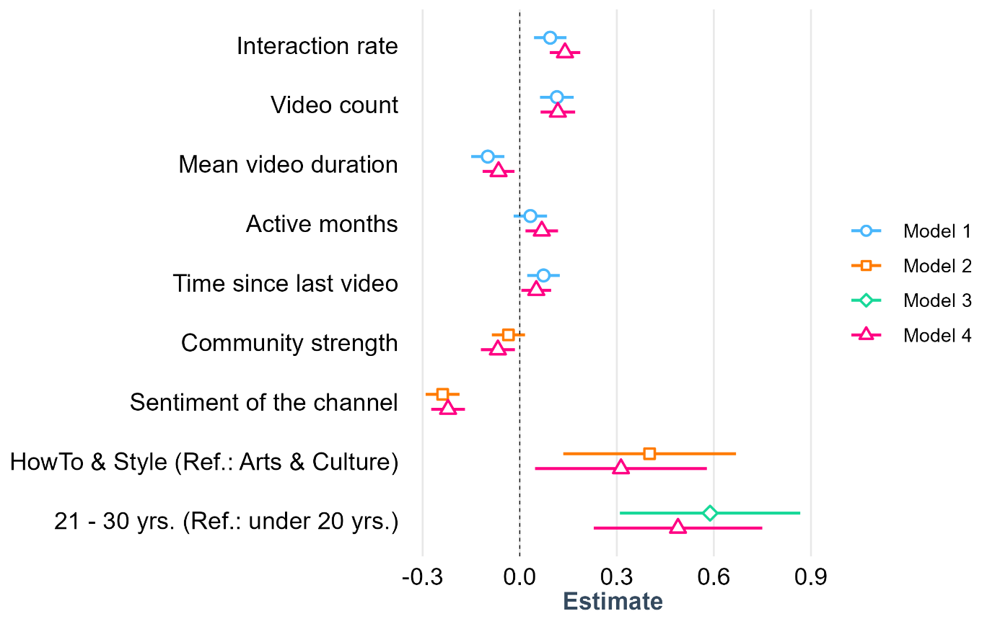 Interaction rate
Video count
Mean video duration
Active months
Time since last video
Community strength
Sentiment of the channel
HowTo & Style (Ref.: Arts & Culture)
21 - 30 yrs. (Ref.: under 20 yrs.)
-0.3 0.0 0.3 0.6 0.9
Estimate
Model 1
Model 2
Model 3
Model 4